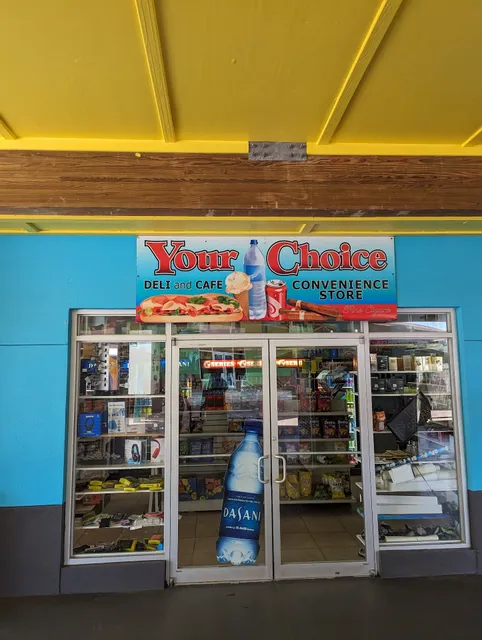 Your Choice
DELI and CAFE
CONVENIENCE
STORE
DASANI